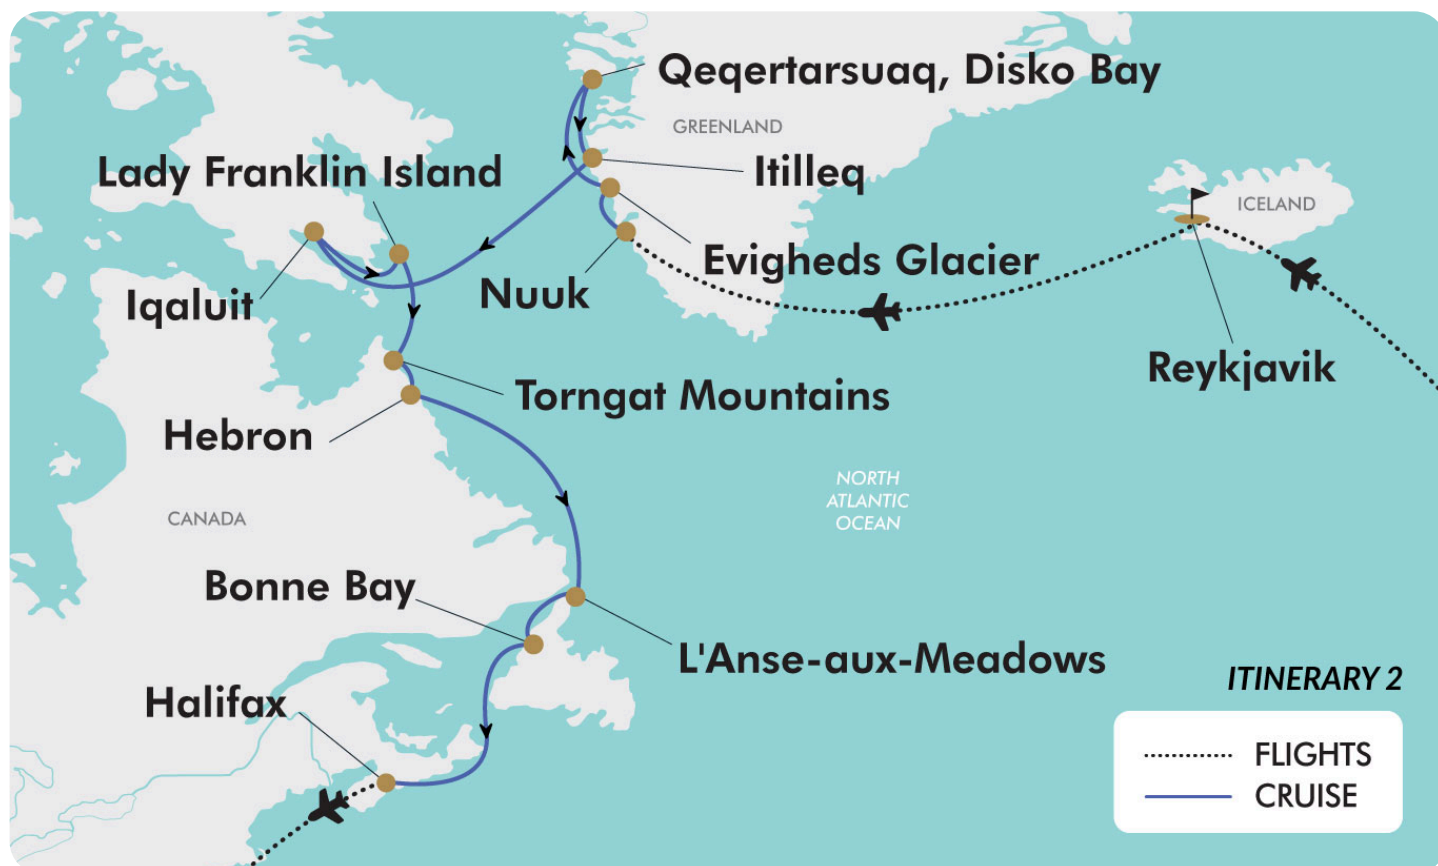 Qeqertarsuaq, Disko Bay
GREENLAND
Lady Franklin Island
Itilleq
ICELAND
Evigheds Glacier
Nuuk
Iqaluit
Reykjavik
Torngat Mountains
Hebron
NORTH
ATLANTIC
OCEAN
CANADA
Bonne Bay
L'Anse-aux-Meadows
Halifax
ITINERARY 2
FLIGHTS
CRUISE